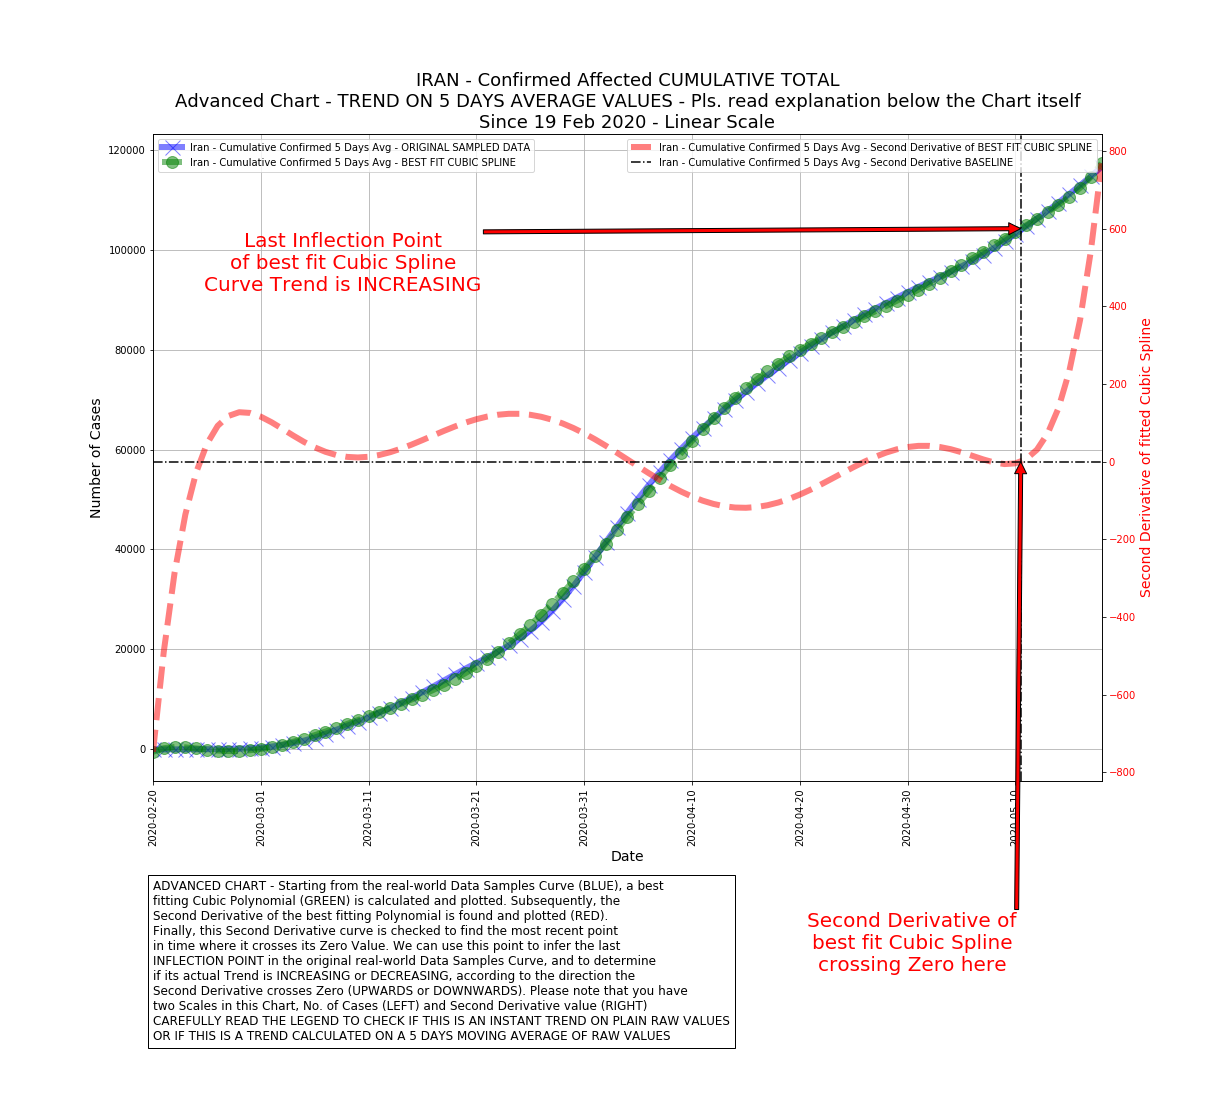 IRAN - Confirmed Affected CUMULATIVE TOTAL
Advanced Chart - TREND ON 5 DAYS AVERAGE VALUES - Pls. read explanation below the Chart itself
Since 19 Feb 2020 - Linear Scale
Iran - Cumulative Confirmed 5 Days Avg - ORIGINAL SAMPLED DATA
Iran - Cumulative Confirmed 5 Days Avg - BEST FIT CUBIC SPLINE
Iran - Cumulative Confirmed 5 Days Avg - Second Derivative of BEST FIT CUBIC SPLINE
Iran - Cumulative Confirmed 5 Days Avg - Second Derivative BASELINE
Last Inflection Point
of best fit Cubic Spline
Curve Trend is INCREASING
Number of Cases
120000
100000
80000
60000
40000
20000
0
800
600
400
200
0
−200
−400
−600
−800
Second Derivative of fitted Cubic Spline
2020-02-20
2020-03-01
2020-03-11
2020-03-21
2020-03-31
2020-04-10
2020-04-20
2020-04-30
2020-05-10
Date
ADVANCED CHART - Starting from the real-world Data Samples Curve (BLUE), a best
fitting Cubic Polynomial (GREEN) is calculated and plotted. Subsequently, the
Second Derivative of the best fitting Polynomial is found and plotted (RED).
Finally, this Second Derivative curve is checked to find the most recent point
in time where it crosses its Zero Value. We can use this point to infer the last
INFLECTION POINT in the original real-world Data Samples Curve, and to determine
if its actual Trend is INCREASING or DECREASING, according to the direction the
Second Derivative crosses Zero (UPWARDS or DOWNWARDS). Please note that you have
two Scales in this Chart, No. of Cases (LEFT) and Second Derivative value (RIGHT)
CAREFULLY READ THE LEGEND TO CHECK IF THIS IS AN INSTANT TREND ON PLAIN RAW VALUES
OR IF THIS IS A TREND CALCULATED ON A 5 DAYS MOVING AVERAGE OF RAW VALUES
Second Derivative of
best fit Cubic Spline
crossing Zero here